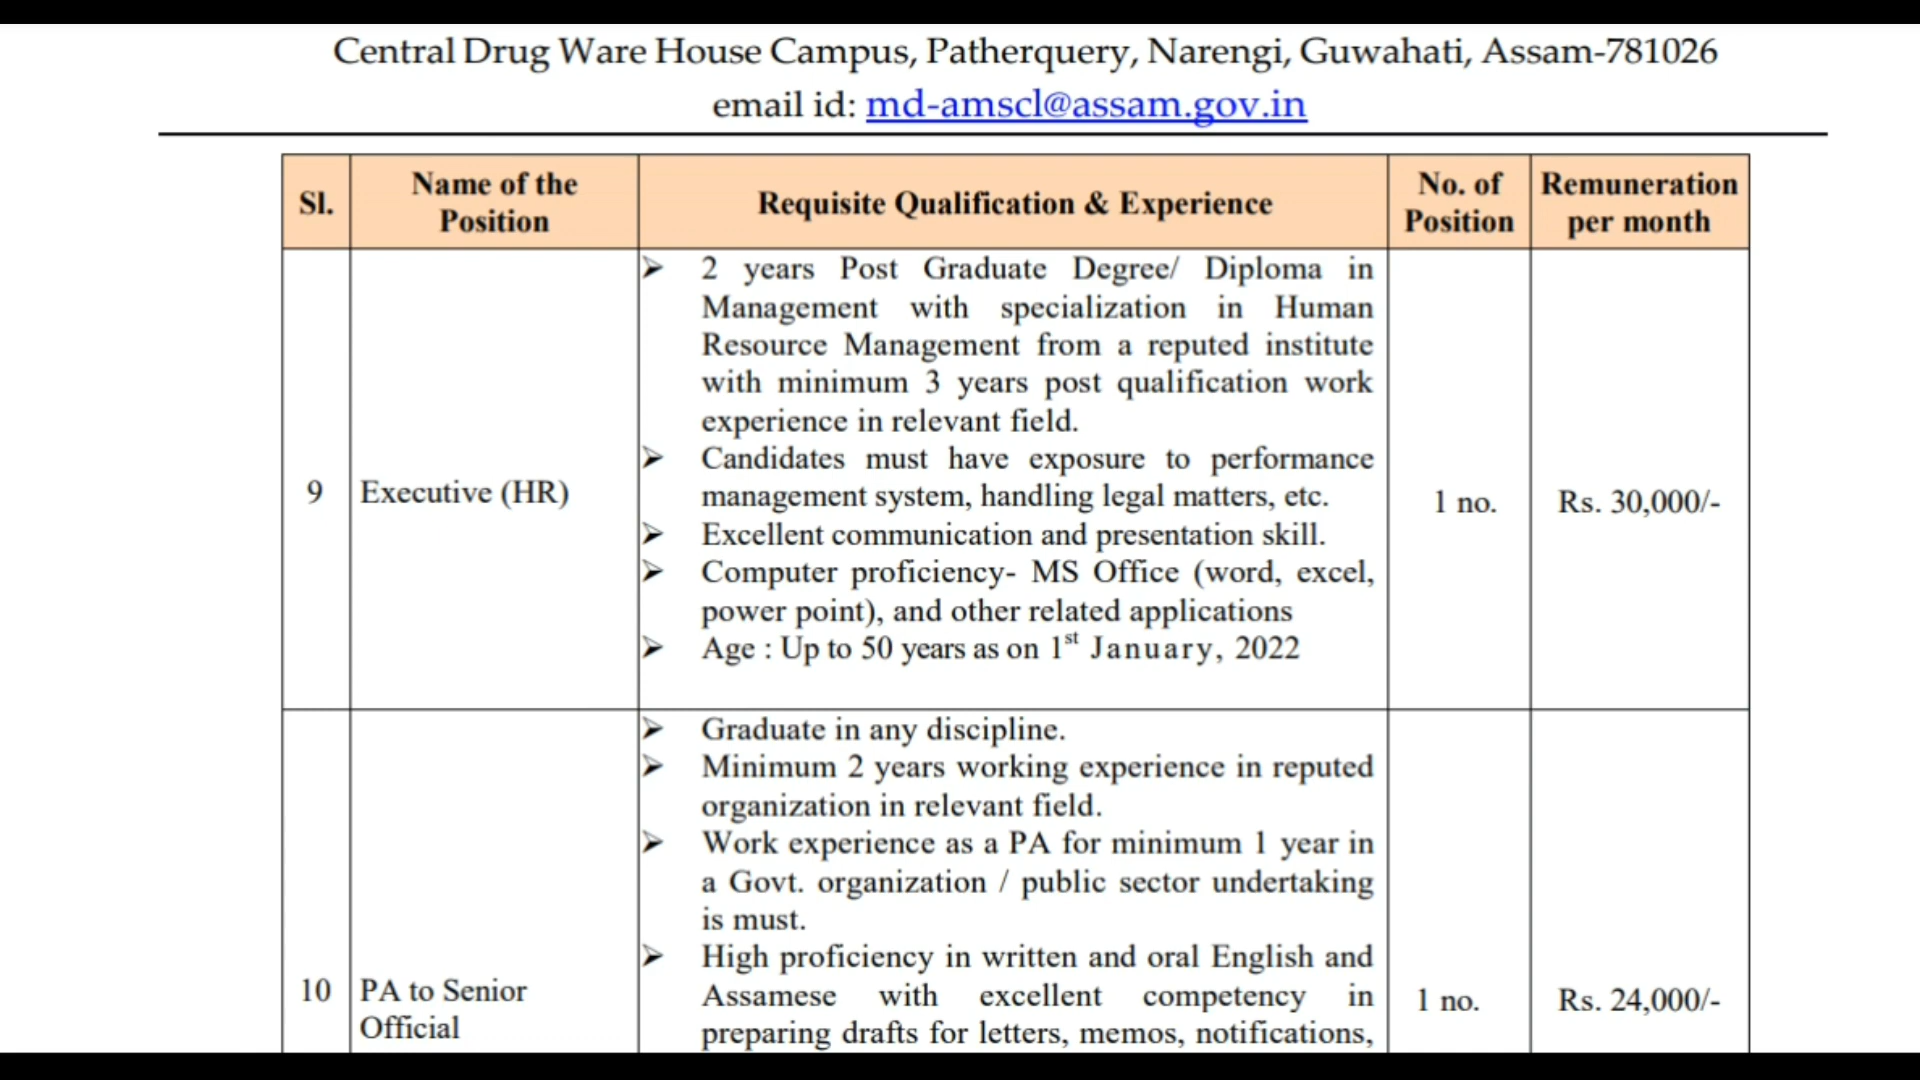 Central Drug Ware House Campus, Patherquery, Narengi, Guwahati, Assam-781026
email id: md-amscl@assam.gov.in
Sl.
Name of the
Position
Requisite Qualification & Experience
No. of
Position
Remuneration
per month
9
Executive (HR)
➢ 2 years Post Graduate Degree/ Diploma in
Management with specialization in Human
Resource Management from a reputed institute
with minimum 3 years post qualification work
experience in relevant field.
➢ Candidates must have exposure to performance
management system, handling legal matters, etc.
➢ Excellent communication and presentation skill.
➢ Computer proficiency- MS Office (word, excel,
power point), and other related applications
➢ Age : Up to 50 years as on 1st January, 2022
1 no.
Rs. 30,000/-
10
PA to Senior
Official
➢ Graduate in any discipline.
➢ Minimum 2 years working experience in reputed
organization in relevant field.
➢ Work experience as a PA for minimum 1 year in
a Govt. organization / public sector undertaking
is must.
➢ High proficiency in written and oral English and
Assamese with excellent competency in
preparing drafts for letters, memos, notifications,
1 no.
Rs. 24,000/-